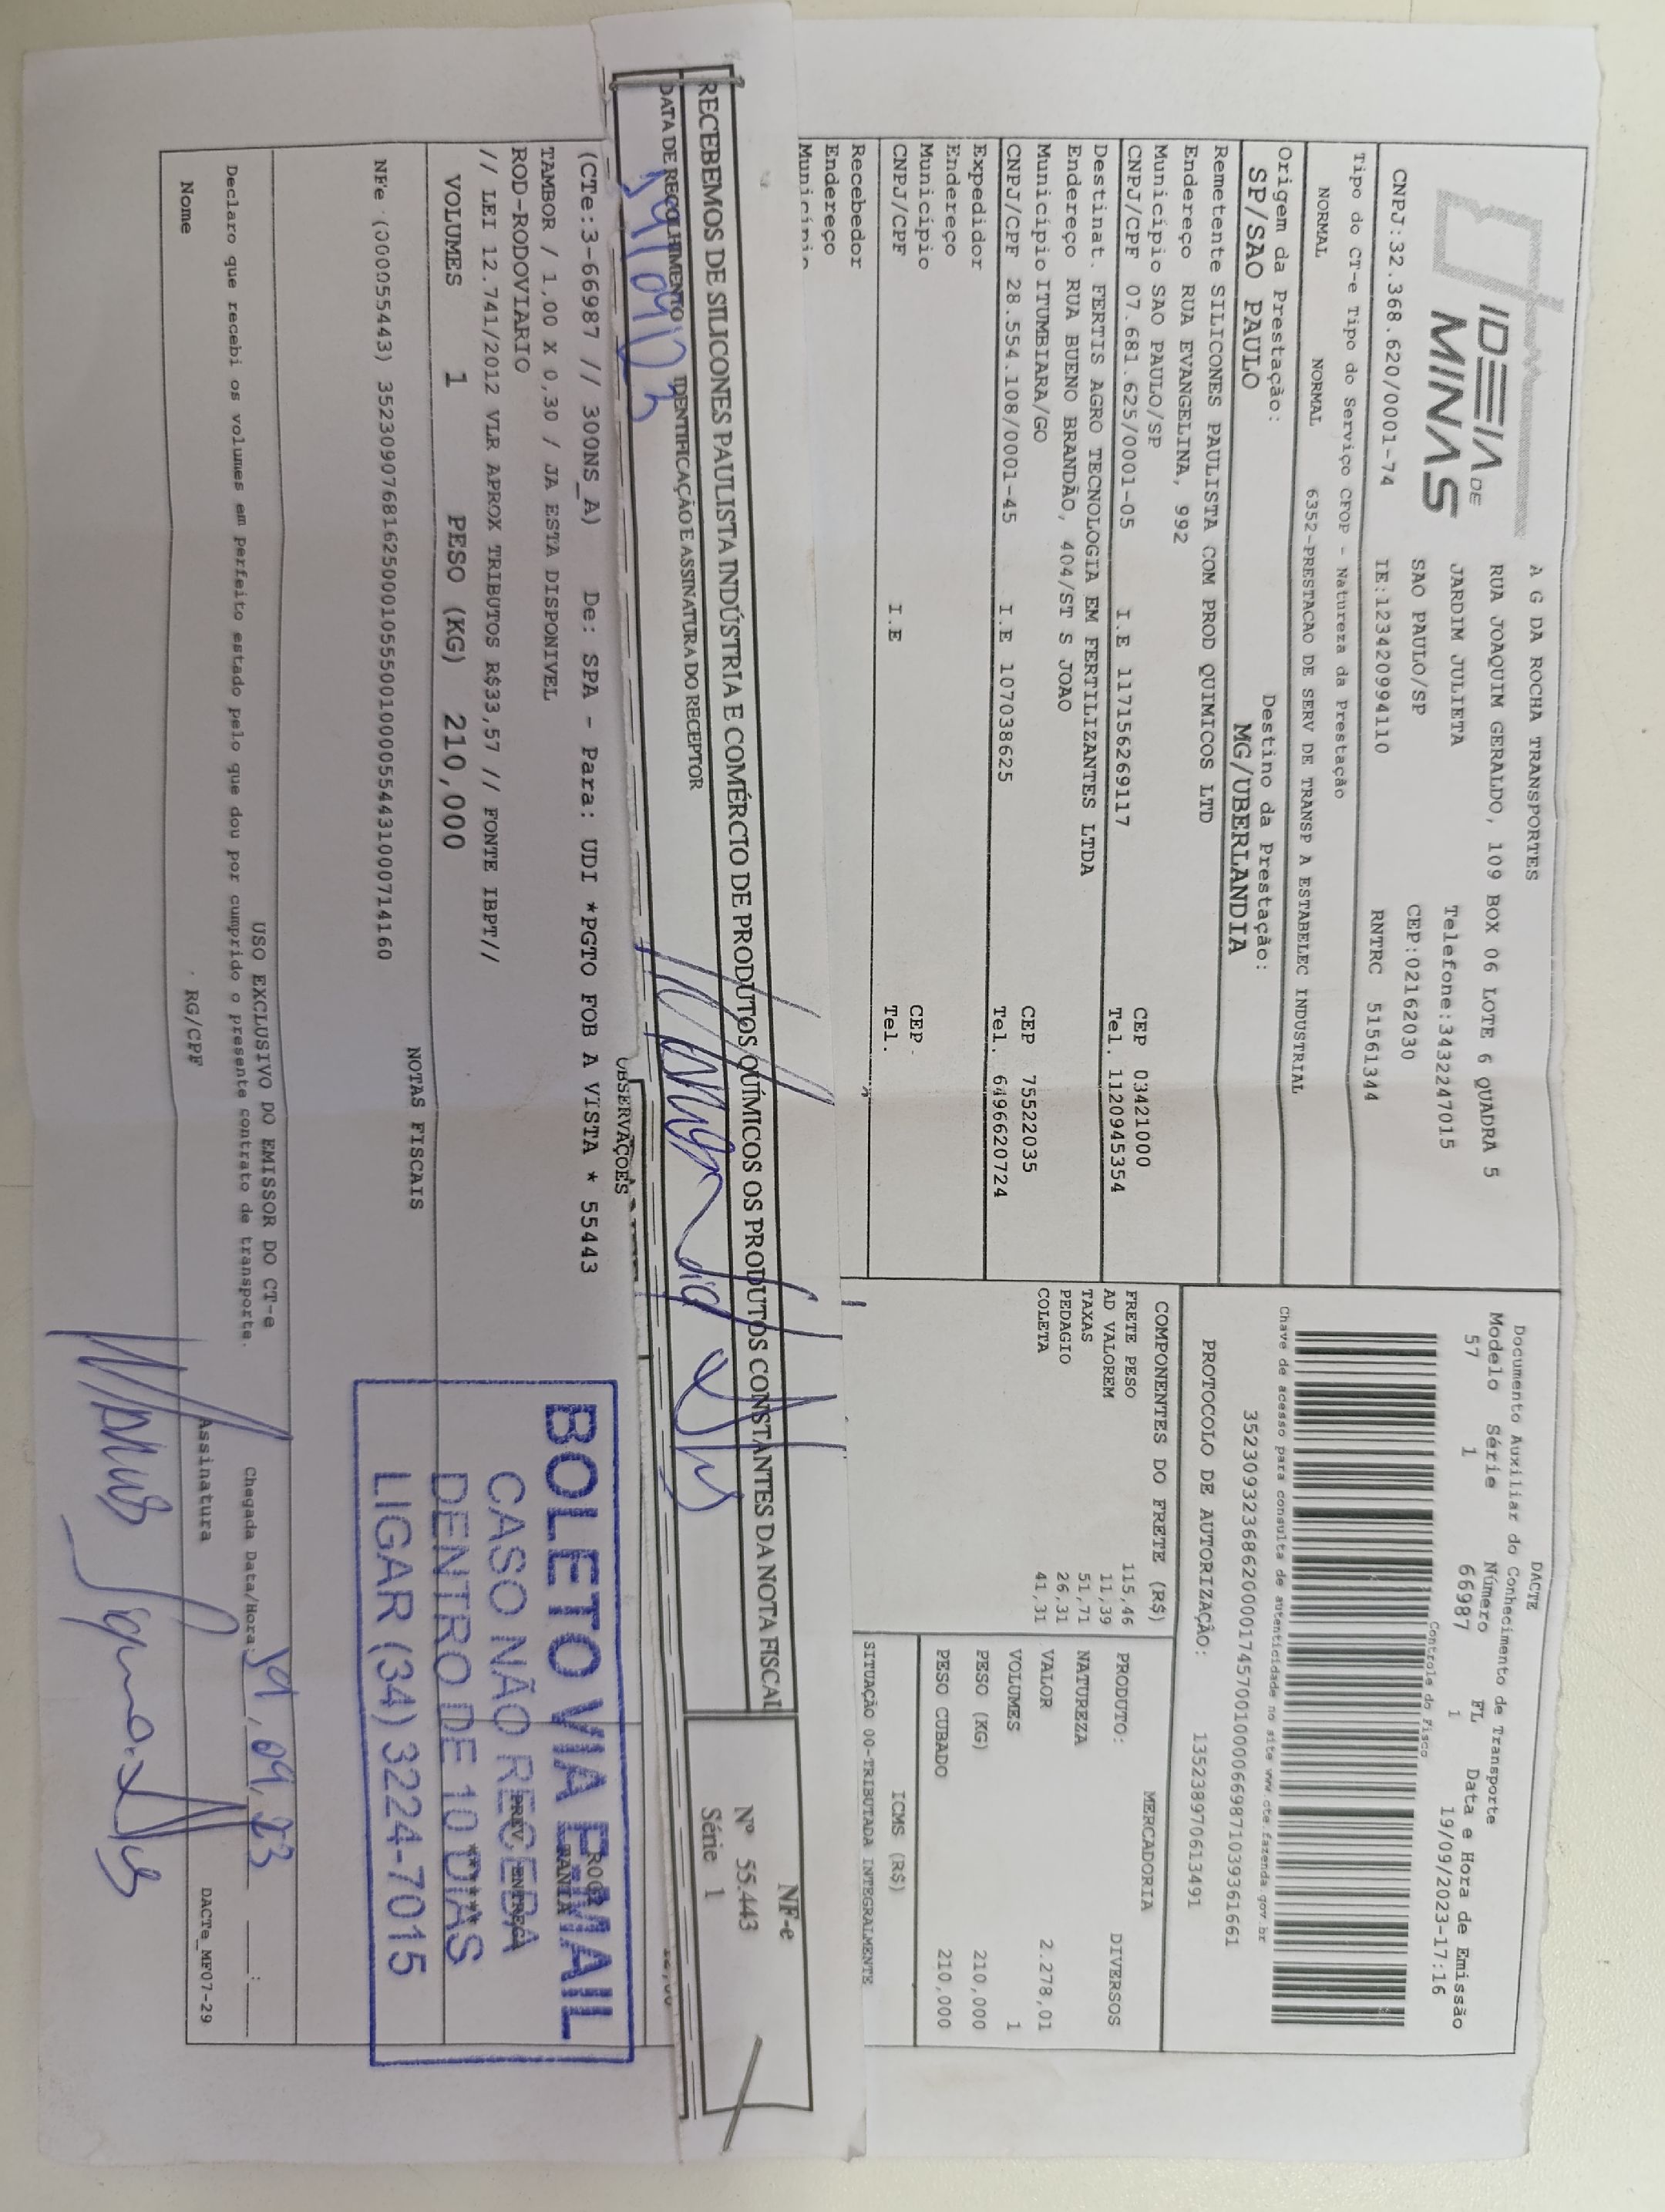 IDEIA DE
MINAS
CNPJ:32.368.620/0001-74
A G DA ROCHA TRANSPORTES
RUA JOAQUIM GERALDO, 109 BOX 06 LOTE 6 QUADRA 5
JARDIM JULIETA Telefone:3432247015
SAO PAULO/SP CEP:02162030
IE:123420994110 RNTRC 51561344
DACTE
Documento Auxiliar do Conhecimento de Transporte
Modelo Série Número FL Data e Hora de Emissão
57 1 66987 1 19/09/2023-17:16
Controle do Fisco
Chave de acesso para consulta de autenticidade no site www.cte.fazenda.gov.br
35230932368620000174570010000669871039361661
PROTOCOLO DE AUTORIZAÇÃO: 135238970613491
Tipo do CT-e Tipo do Serviço CFOP - Natureza da Prestação
NORMAL NORMAL 6352-PRESTACAO DE SERV DE TRANSP A ESTABELEC INDUSTRIAL
Origem da Prestação: Destino da Prestação:
SP/SAO PAULO MG/UBERLANDIA
Remetente SILICONES PAULISTA COM PROD QUIMICOS LTD
Endereço RUA EVANGELINA, 992
Município SAO PAULO/SP CEP 03421000
CNPJ/CPF 07.681.625/0001-05 I.E 117156269117 Tel. 1120945354
Destinat. FERTIS AGRO TECNOLOGIA EM FERTILIZANTES LTDA
Endereço RUA BUENO BRANDÃO, 404/ST S JOAO
Município ITUMBIARA/GO CEP 75522035
CNPJ/CPF 28.554.108/0001-45 I.E 107038625 Tel. 6496620724
Expedidor
Endereço
Município CEP
CNPJ/CPF I.E Tel.
Recebedor
Endereço
Município
COMPONENTES DO FRETE (R$)
FRETE PESO 115,46
AD VALOREM 11,39
TAXAS 51,71
PEDAGIO 26,31
COLETA 41,31
MERCADORIA
PRODUTO: DIVERSOS
NATUREZA
VALOR 2.278,01
VOLUMES 1
PESO (KG) 210,000
PESO CUBADO 210,000
ICMS (R$)
SITUAÇÃO 00-TRIBUTADA INTEGRALMENTE
RECEBEMOS DE SILICONES PAULISTA INDÚSTRIA E COMÉRCIO DE PRODUTOS QUÍMICOS OS PRODUTOS CONSTANTES DA NOTA FISCAL
DATA DE RECOLHIMENTO IDENTIFICAÇÃO E ASSINATURA DO RECEPTOR
NF-e
Nº 55.443
Série 1
OBSERVAÇÕES
(CTe:3-66987 // 300NS_A) De: SPA - Para: UDI *PGTO FOB A VISTA * 55443
TAMBOR / 1,00 X 0,30 / JA ESTA DISPONIVEL
ROD-RODOVIARIO
// LEI 12.741/2012 VLR APROX TRIBUTOS R$33,57 // FONTE IBPT//
VOLUMES 1 PESO (KG) 210,000
NOTAS FISCAIS
NFe (000055443) 35230907681625000105550010000554431000714160
BOLETO VIA EMAIL
CASO NÃO RECEBA
DENTRO DE 10 DIAS
LIGAR (34) 3224-7015
PREV ENTREGA
USO EXCLUSIVO DO EMISSOR DO CT-e
Declaro que recebi os volumes em perfeito estado pelo que dou por cumprido o presente contrato de transporte.
Chegada Data/Hora: 29,09,23
Nome RG/CPF Assinatura DACTe_MF07-29